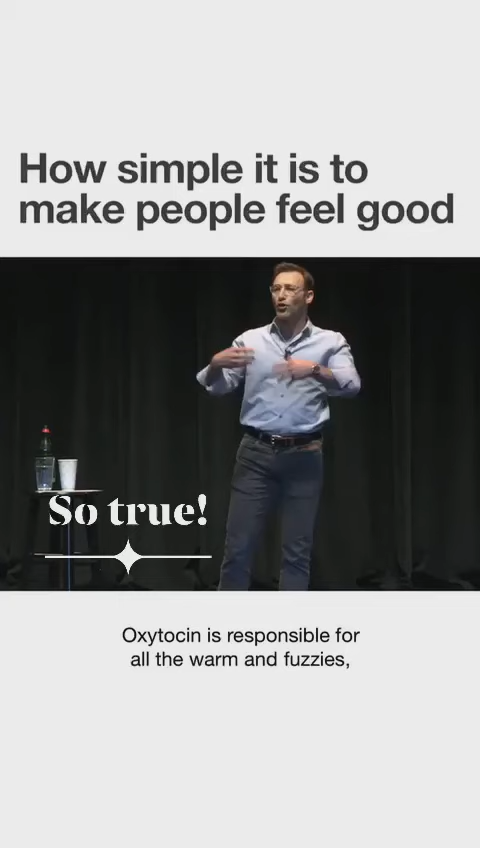 How simple it is to
make people feel good
So true!
Oxytocin is responsible for
all the warm and fuzzies,